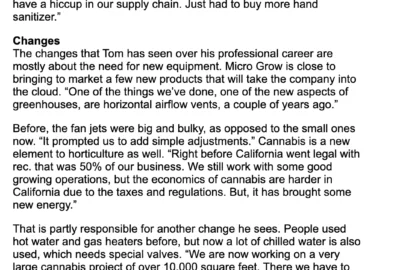 have a hiccup in our supply chain. Just had to buy more hand
sanitizer.”
Changes
The changes that Tom has seen over his professional career are
mostly about the need for new equipment. Micro Grow is close to
bringing to market a few new products that will take the company into
the cloud. “One of the things we’ve done, one of the new aspects of
greenhouses, are horizontal airflow vents, a couple of years ago.”
Before, the fan jets were big and bulky, as opposed to the small ones
now. “It prompted us to add simple adjustments.” Cannabis is a new
element to horticulture as well. “Right before California went legal with
rec. that was 50% of our business. We still work with some good
growing operations, but the economics of cannabis are harder in
California due to the taxes and regulations. But, it has brought some
new energy.”
That is partly responsible for another change he sees. People used
hot water and gas heaters before, but now a lot of chilled water is also
used, which needs special valves. “We are now working on a very
large cannabis project of over 10,000 square feet. There we have to